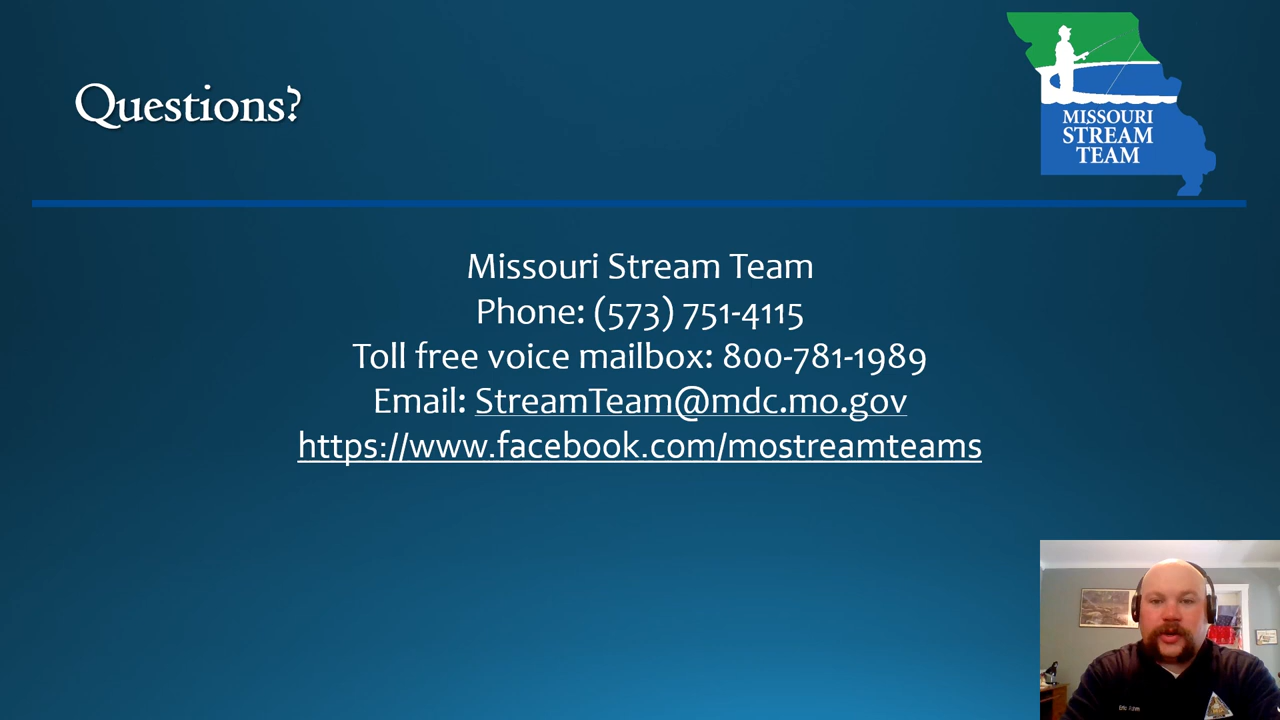 Questions?
MISSOURI
STREAM
TEAM
Missouri Stream Team
Phone: (573) 751-4115
Toll free voice mailbox: 800-781-1989
Email: StreamTeam@mdc.mo.gov
https://www.facebook.com/mostreamteams